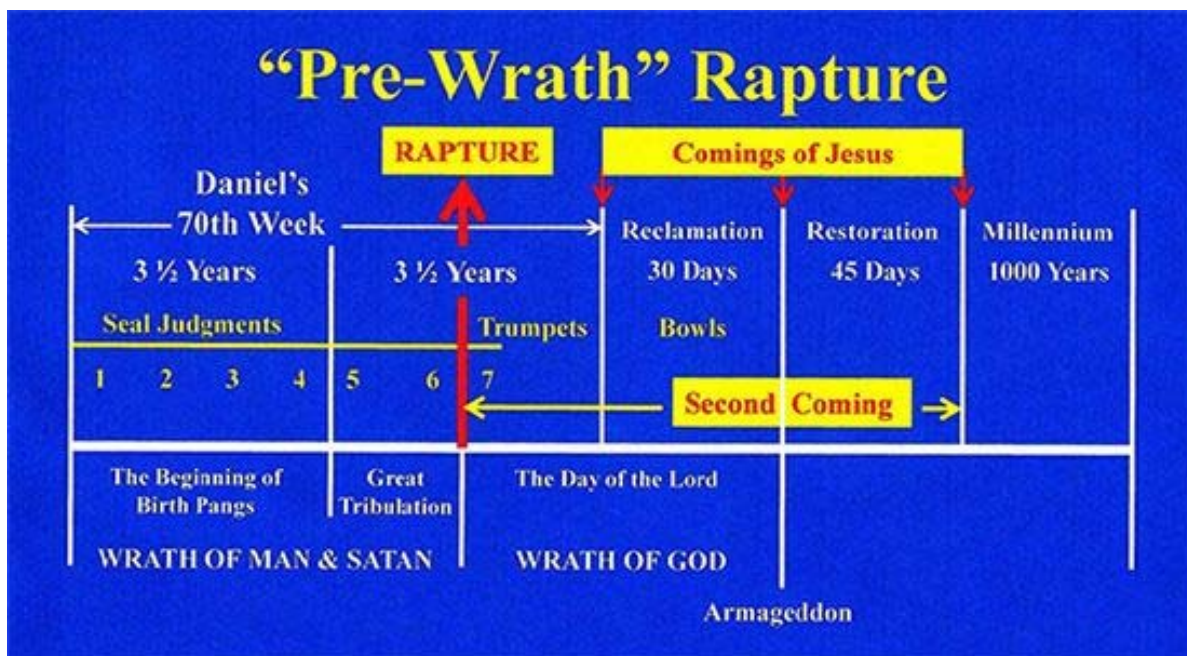 “Pre-Wrath” Rapture
RAPTURE
Comings of Jesus
Daniel’s
70th Week
Reclamation
Restoration
Millennium
3 ½ Years
3 ½ Years
30 Days
45 Days
1000 Years
Seal Judgments
Trumpets
Bowls
1 2 3 4 5 6 7
Second Coming
The Beginning of
Birth Pangs
Great
Tribulation
The Day of the Lord
WRATH OF MAN & SATAN
WRATH OF GOD
Armageddon